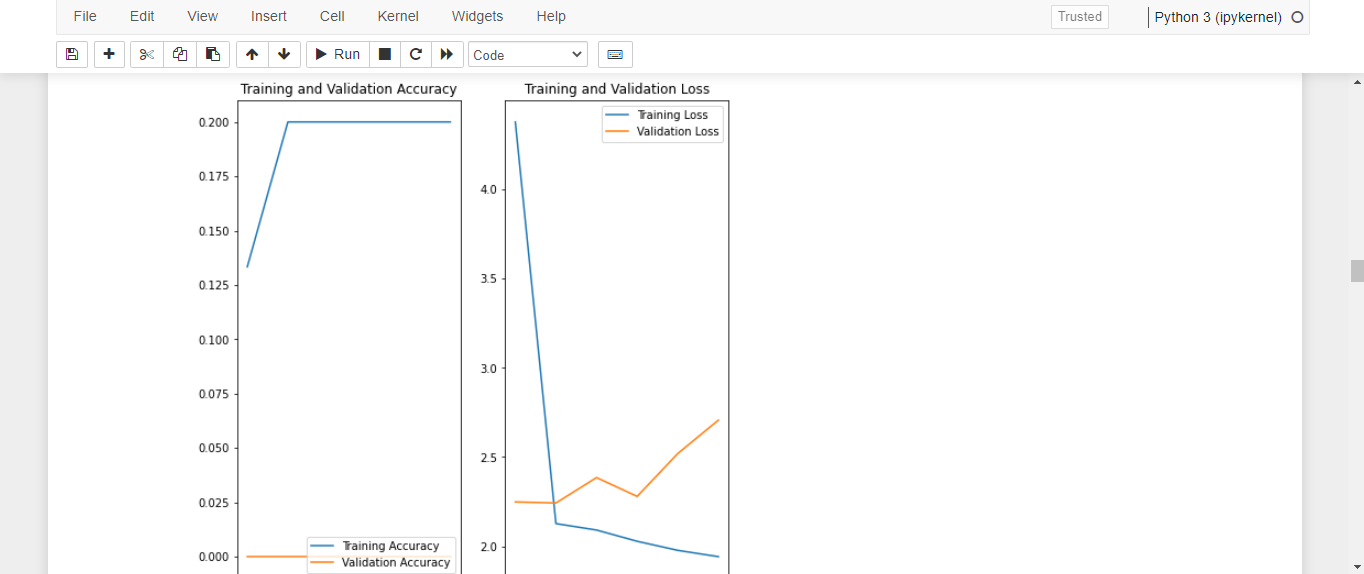 File Edit View Insert Cell Kernel Widgets Help Trusted Python 3 (ipykernel)
Run Code
Training and Validation Accuracy
0.200
0.175
0.150
0.125
0.100
0.075
0.050
0.025
0.000
Training Accuracy
Validation Accuracy
Training and Validation Loss
Training Loss
Validation Loss
4.0
3.5
3.0
2.5
2.0